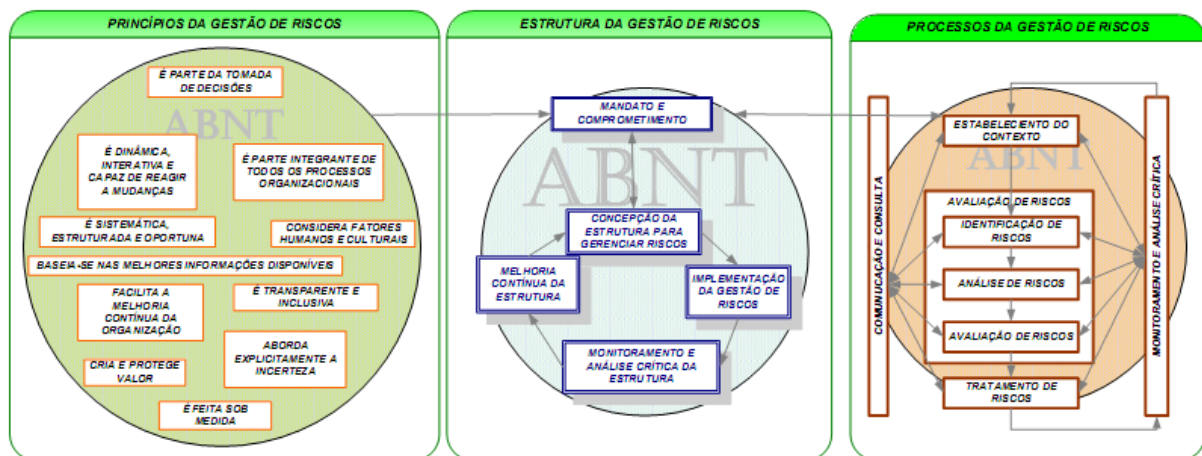 PRINCÍPIOS DA GESTÃO DE RISCOS
É PARTE DA TOMADA
DE DECISÕES
ABNT
É DINÂMICA,
INTERATIVA E
CAPAZ DE REAGIR
A MUDANÇAS
É PARTE INTEGRANTE DE
TODOS OS PROCESSOS
ORGANIZACIONAIS
É SISTEMÁTICA,
ESTRUTURADA E OPORTUNA
CONSIDERA FATORES
HUMANOS E CULTURAIS
BASEIA-SE NAS MELHORES INFORMAÇÕES DISPONÍVEIS
FACILITA A
MELHORIA
CONTÍNUA DA
ORGANIZAÇÃO
É TRANSPARENTE E
INCLUSIVA
CRIA E PROTEGE
VALOR
ABORDA
EXPLICITAMENTE A
INCERTEZA
É FEITA SOB
MEDIDA
ESTRUTURA DA GESTÃO DE RISCOS
MANDATO E
COMPROMETIMENTO
ABNT
CONCEPÇÃO DA
ESTRUTURA PARA
GERENCIAR RISCOS
MELHORIA
CONTÍNUA DA
ESTRUTURA
IMPLEMENTAÇÃO
DA GESTÃO DE
RISCOS
MONITORAMENTO E
ANÁLISE CRÍTICA DA
ESTRUTURA
PROCESSOS DA GESTÃO DE RISCOS
COMUNUCAÇÃO E CONSULTA
ESTABELECIENTO DO
CONTEXTO
ABNT
AVALIAÇÃO DE RISCOS
IDENTIFICAÇÃO DE
RISCOS
ANÁLISE DE RISCOS
AVALIAÇÃO DE
RISCOS
TRATAMENTO DE
RISCOS
MONITORAMENTO E ANÁLISE CRÍTICA